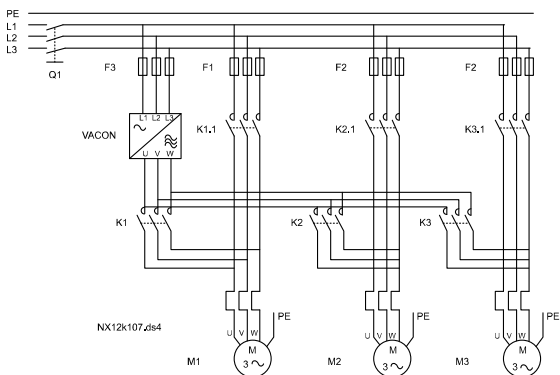 PE
L1
L2
L3
Q1
F3
F1
F2
F2
L1 L2 L3
VACON
U V W
K1.1
K2.1
K3.1
K1
K2
K3
NX12k107.ds4
U V W
PE
U V W
PE
U V W
PE
M1
M
3
M2
M
3
M3
M
3